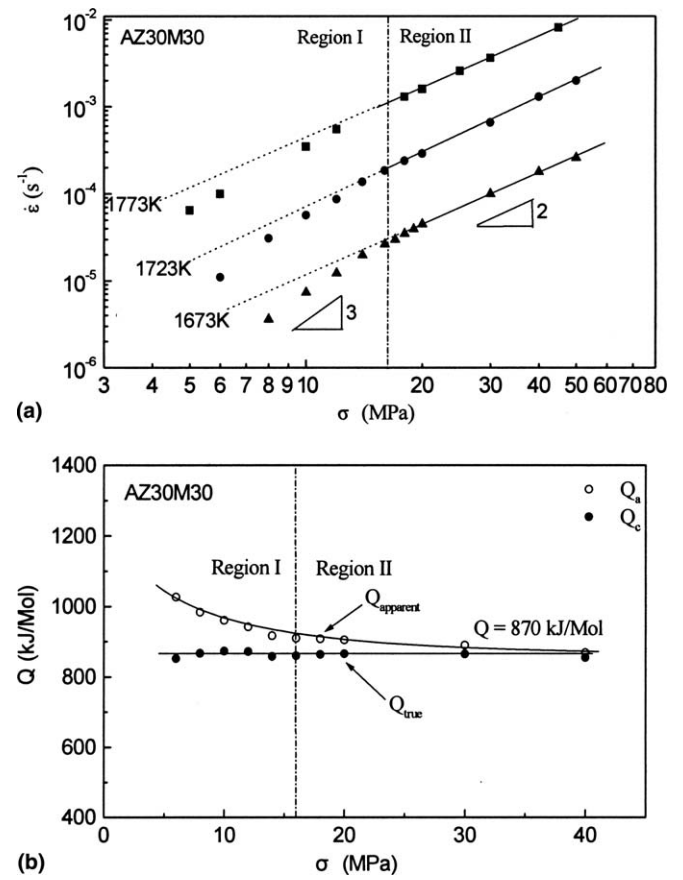 AZ30M30
Region I
Region II
10⁻²
10⁻³
10⁻⁴
10⁻⁵
10⁻⁶
ε̇ (s⁻¹)
1773K
1723K
1673K
2
3
3 4 5 6 7 8 9 10 20 30 40 50 60 70 80
σ (MPa)
(a)
AZ30M30
Qₐ
Q_c
Region I
Region II
Q_apparent
Q = 870 kJ/Mol
Q_true
1400
1200
1000
800
600
400
Q (kJ/Mol)
0 10 20 30 40
σ (MPa)
(b)